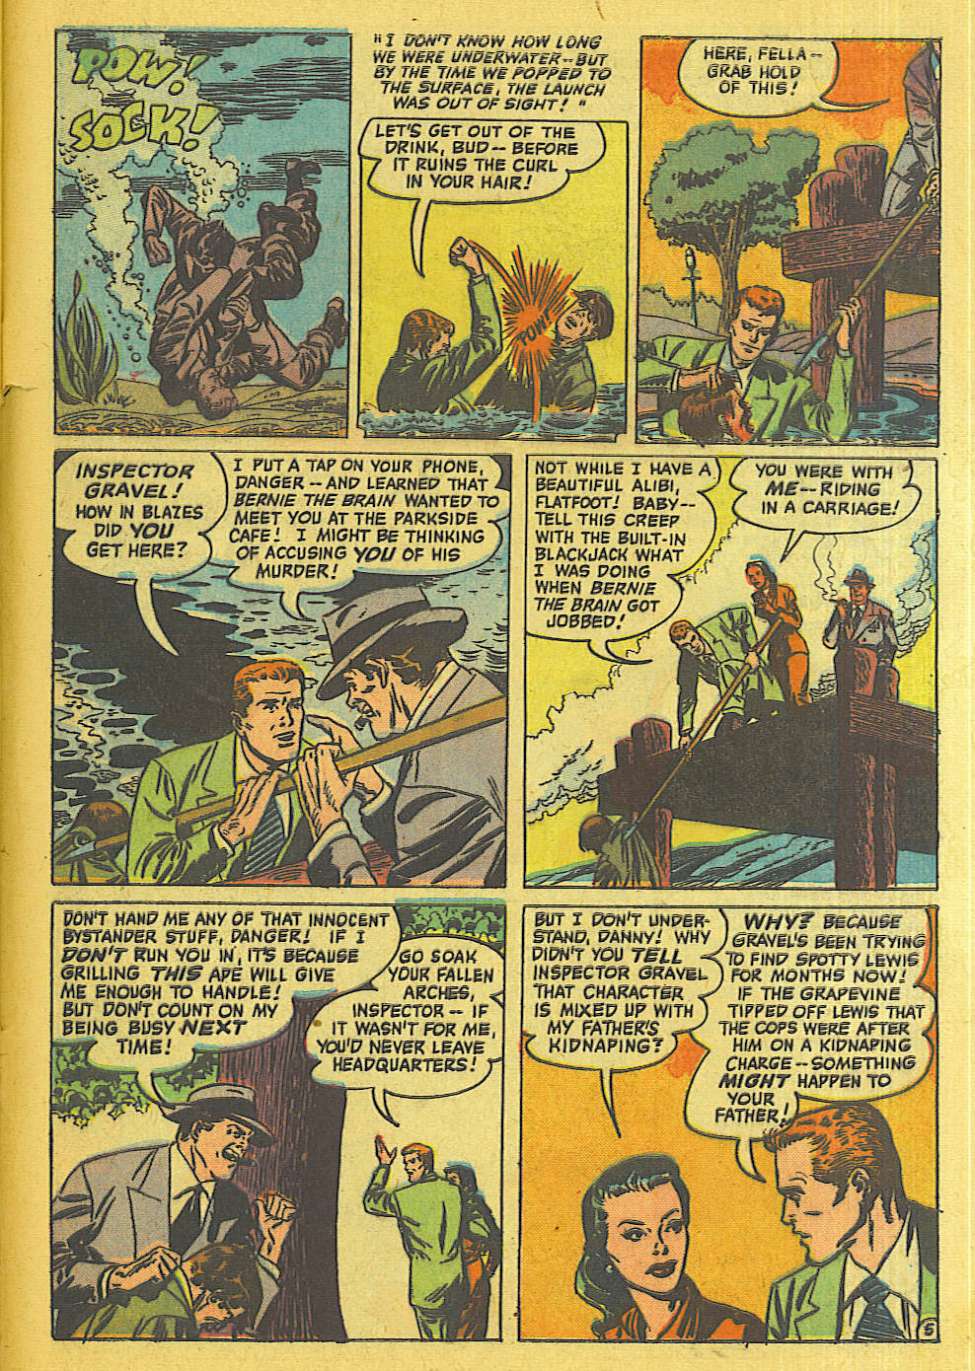 POW!
SOCK!
"I DON'T KNOW HOW LONG
WE WERE UNDERWATER--BUT
BY THE TIME WE POPPED TO
THE SURFACE, THE LAUNCH
WAS OUT OF SIGHT!"
LET'S GET OUT OF THE
DRINK, BUD--BEFORE
IT RUINS THE CURL
IN YOUR HAIR!
POW!
HERE, FELLA--
GRAB HOLD
OF THIS!
INSPECTOR
GRAVEL!
HOW IN BLAZES
DID YOU
GET HERE?
I PUT A TAP ON YOUR PHONE,
DANGER--AND LEARNED THAT
BERNIE THE BRAIN WANTED TO
MEET YOU AT THE PARKSIDE
CAFE! I MIGHT BE THINKING
OF ACCUSING YOU OF HIS
MURDER!
NOT WHILE I HAVE A
BEAUTIFUL ALIBI,
FLATFOOT! BABY--
TELL THIS CREEP
WITH THE BUILT-IN
BLACKJACK WHAT
I WAS DOING
WHEN BERNIE
THE BRAIN GOT
JOBBED!
YOU WERE WITH
ME--RIDING
IN A CARRIAGE!
DON'T HAND ME ANY OF THAT INNOCENT
BYSTANDER STUFF, DANGER! IF I
DON'T RUN YOU IN, IT'S BECAUSE
GRILLING THIS APE WILL GIVE
ME ENOUGH TO HANDLE!
BUT DON'T COUNT ON MY
BEING BUSY NEXT
TIME!
GO SOAK
YOUR FALLEN
ARCHES,
INSPECTOR--IF
IT WASN'T FOR ME,
YOU'D NEVER LEAVE
HEADQUARTERS!
BUT I DON'T UNDER-
STAND, DANNY! WHY
DIDN'T YOU TELL
INSPECTOR GRAVEL
THAT CHARACTER
IS MIXED UP WITH
MY FATHER'S
KIDNAPING?
WHY? BECAUSE
GRAVEL'S BEEN TRYING
TO FIND SPOTTY LEWIS
FOR MONTHS NOW!
IF THE GRAPEVINE
TIPPED OFF LEWIS THAT
THE COPS WERE AFTER
HIM ON A KIDNAPING
CHARGE--SOMETHING
MIGHT HAPPEN TO
YOUR
FATHER!
5